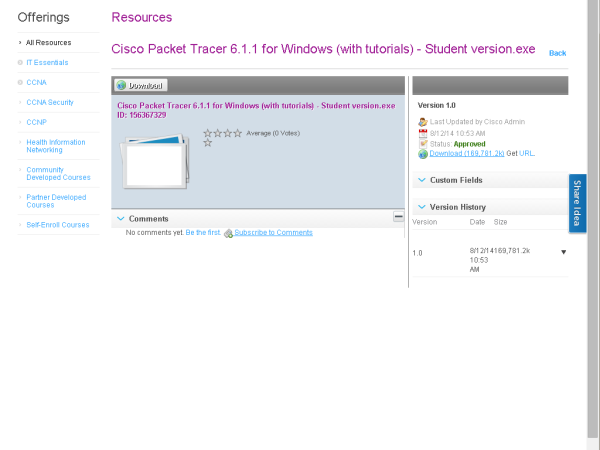 Offerings
All Resources
IT Essentials
CCNA
CCNA Security
CCNP
Health Information
Networking
Community
Developed Courses
Partner Developed
Courses
Self-Enroll Courses
Resources
Cisco Packet Tracer 6.1.1 for Windows (with tutorials) - Student version.exe
Back
Download
Cisco Packet Tracer 6.1.1 for Windows (with tutorials) - Student version.exe
ID: 156367329
Average (0 Votes)
Comments
No comments yet. Be the first. Subscribe to Comments
Version 1.0
Last Updated by Cisco Admin
8/12/14 10:53 AM
Status: Approved
Download (169,781.2k) Get URL.
Custom Fields
Version History
Version Date Size
1.0 8/12/14 169,781.2k
10:53
AM
Share Idea